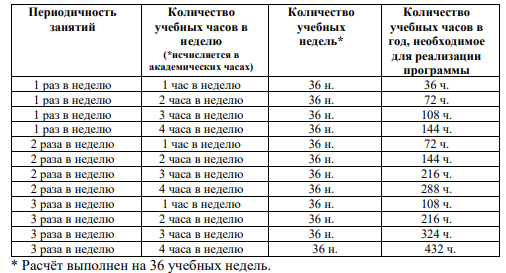 Периодичность занятий | Количество учебных часов в неделю (*исчисляется в академических часах) | Количество учебных недель* | Количество учебных часов в год, необходимое для реализации программы
1 раз в неделю | 1 час в неделю | 36 н. | 36 ч.
1 раз в неделю | 2 часа в неделю | 36 н. | 72 ч.
1 раз в неделю | 3 часа в неделю | 36 н. | 108 ч.
1 раз в неделю | 4 часа в неделю | 36 н. | 144 ч.
2 раза в неделю | 1 час в неделю | 36 н. | 72 ч.
2 раза в неделю | 2 часа в неделю | 36 н. | 144 ч.
2 раза в неделю | 3 часа в неделю | 36 н. | 216 ч.
2 раза в неделю | 4 часа в неделю | 36 н. | 288 ч.
3 раза в неделю | 1 час в неделю | 36 н. | 108 ч.
3 раза в неделю | 2 часа в неделю | 36 н. | 216 ч.
3 раза в неделю | 3 часа в неделю | 36 н. | 324 ч.
3 раза в неделю | 4 часа в неделю | 36 н. | 432 ч.
* Расчёт выполнен на 36 учебных недель.